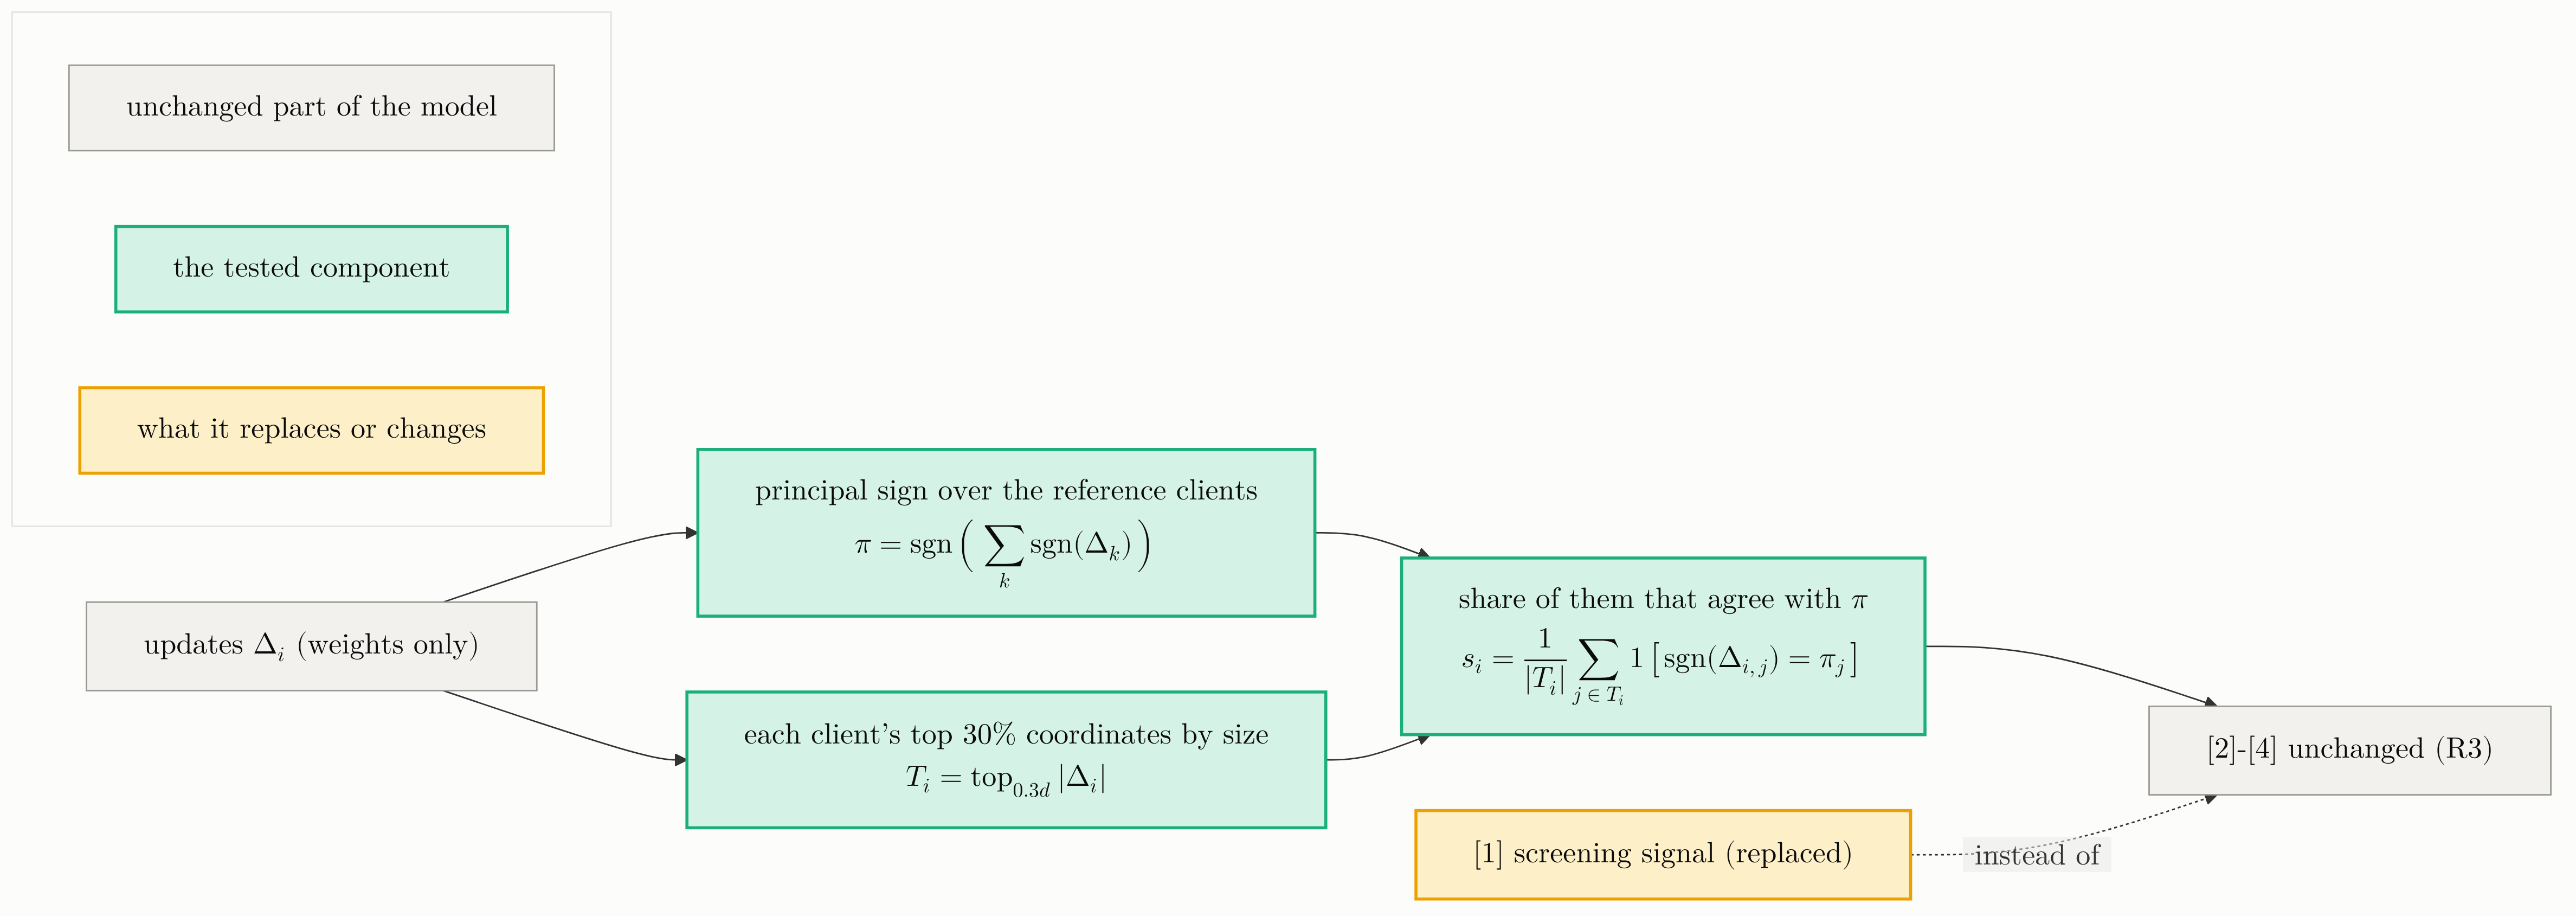 unchanged part of the model
the tested component
what it replaces or changes
updates Δ_i (weights only)
principal sign over the reference clients
π = sgn ( ∑_k sgn(Δ_k) )
each client's top 30% coordinates by size
T_i = top_{0.3d} |Δ_i|
share of them that agree with π
s_i = \frac{1}{|T_i|} ∑_{j ∈ T_i} 1 [ sgn(Δ_{i,j}) = π_j ]
[1] screening signal (replaced)
instead of
[2]-[4] unchanged (R3)